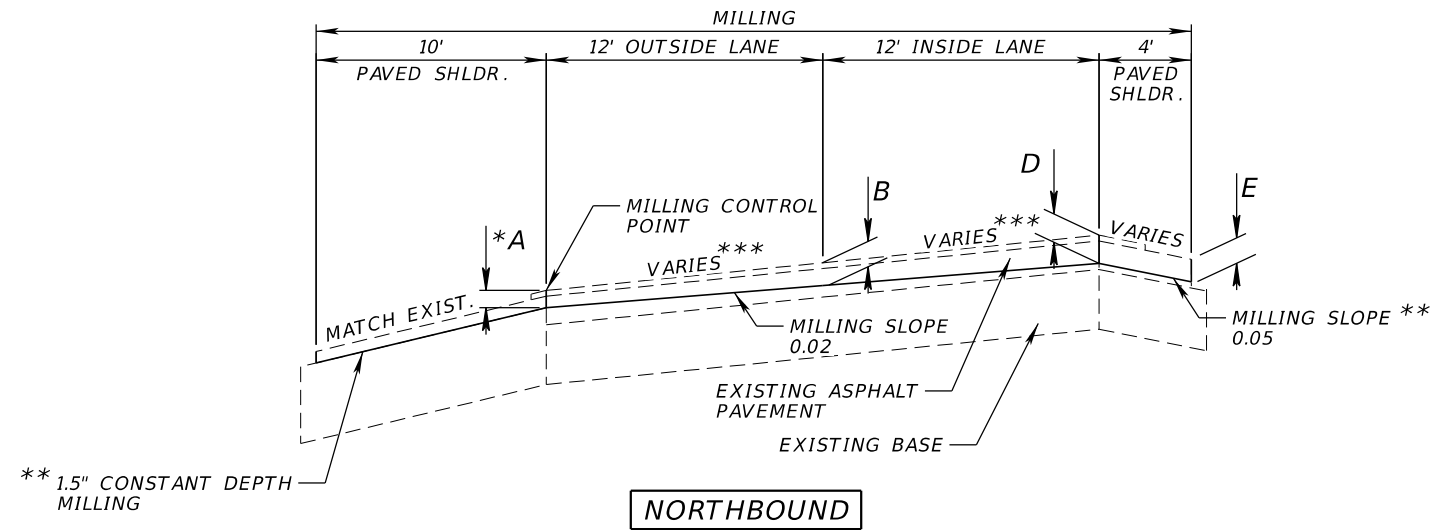 MILLING
10'
12' OUTSIDE LANE
12' INSIDE LANE
4'
PAVED SHLDR.
PAVED
SHLDR.
D
B
E
*A
MILLING CONTROL
POINT
VARIES***
VARIES***
VARIES
MATCH EXIST.
MILLING SLOPE
0.02
MILLING SLOPE **
0.05
EXISTING ASPHALT
PAVEMENT
EXISTING BASE
** 1.5" CONSTANT DEPTH
MILLING
NORTHBOUND